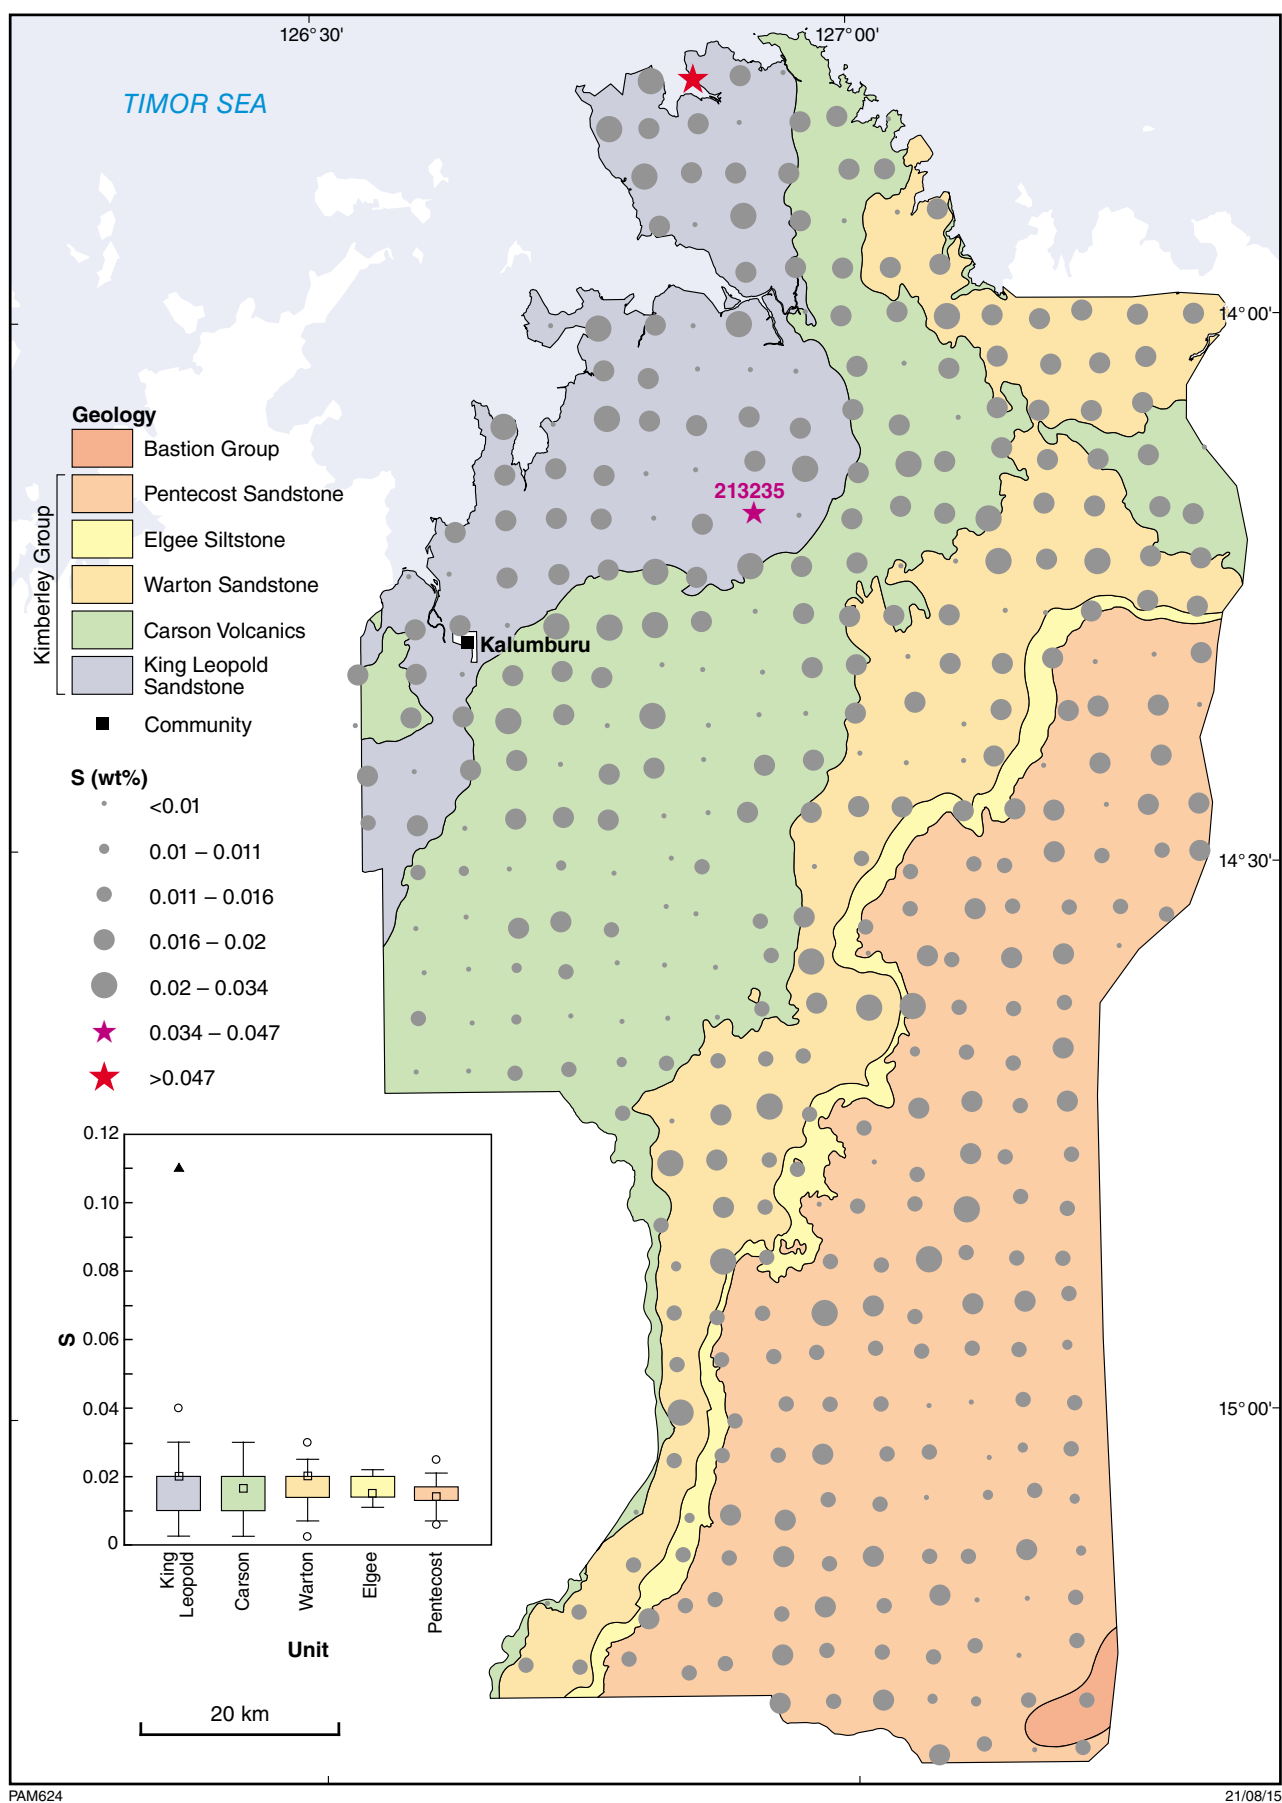 126°30'
127°00'
TIMOR SEA
14°00'
Geology
Bastion Group
Kimberley Group
Pentecost Sandstone
Elgee Siltstone
Warton Sandstone
Carson Volcanics
King Leopold
Sandstone
Community
213235
Kalumburu
S (wt%)
<0.01
0.01 – 0.011
0.011 – 0.016
0.016 – 0.02
0.02 – 0.034
0.034 – 0.047
>0.047
14°30'
0.12
0.10
0.08
S
0.06
0.04
0.02
0
King
Leopold
Carson
Warton
Elgee
Pentecost
Unit
15°00'
20 km
PAM624
21/08/15